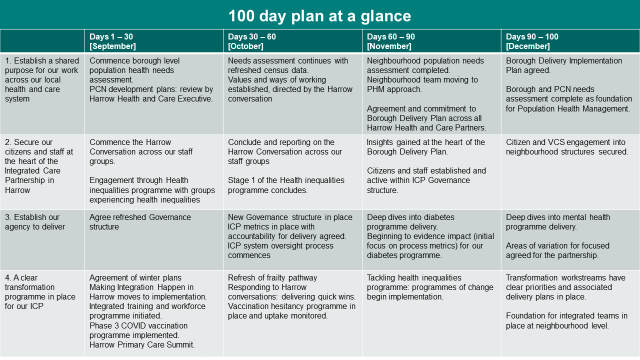 100 day plan at a glance
Days 1 – 30
[September]
Days 30 – 60
[October]
Days 60 – 90
[November]
Days 90 – 100
[December]
1. Establish a shared
purpose for our work
across our local
health and care
system
Commence borough level
population health needs
assessment.
PCN development plans: review by
Harrow Health and Care Executive.
Needs assessment continues with
refreshed census data.
Values and ways of working
established, directed by the Harrow
conversation
Neighbourhood population needs
assessment completed.
Neighbourhood team moving to
PHM approach.
Agreement and commitment to
Borough Delivery Plan across all
Harrow Health and Care Partners.
Borough Delivery Implementation
Plan agreed.
Borough and PCN needs
assessment complete as foundation
for Population Health Management.
2. Secure our
citizens and staff at
the heart of the
Integrated Care
Partnership in
Harrow
Commence the Harrow
Conversation across our staff
groups.
Engagement through Health
inequalities programme with groups
experiencing health inequalities
Conclude and reporting on the
Harrow Conversation across our
staff groups
Stage 1 of the Health inequalities
programme concludes.
Insights gained at the heart of the
Borough Delivery Plan.
Citizens and staff established and
active within ICP Governance
structure.
Citizen and VCS engagement into
neighbourhood structures secured.
3. Establish our
agency to deliver
Agree refreshed Governance
structure
New Governance structure in place
ICP metrics in place with
accountability for delivery agreed.
ICP system oversight process
commences
Deep dives into diabetes
programme delivery.
Beginning to evidence impact (initial
focus on process metrics) for our
diabetes programme.
Deep dives into mental health
programme delivery.
Areas of variation for focused
agreed for the partnership.
4. A clear
transformation
programme in place
for our ICP
Agreement of winter plans
Making Integration Happen in
Harrow moves to implementation.
Integrated training and workforce
programme initiated.
Phase 3 COVID vaccination
programme implemented.
Harrow Primary Care Summit.
Refresh of frailty pathway
Responding to Harrow
conversations: delivering quick wins.
Vaccination hesitancy programme in
place and uptake monitored.
Tackling health inequalities
programme: programmes of change
begin implementation.
Transformation workstreams have
clear priorities and associated
delivery plans in place.
Foundation for integrated teams in
place at neighbourhood level.